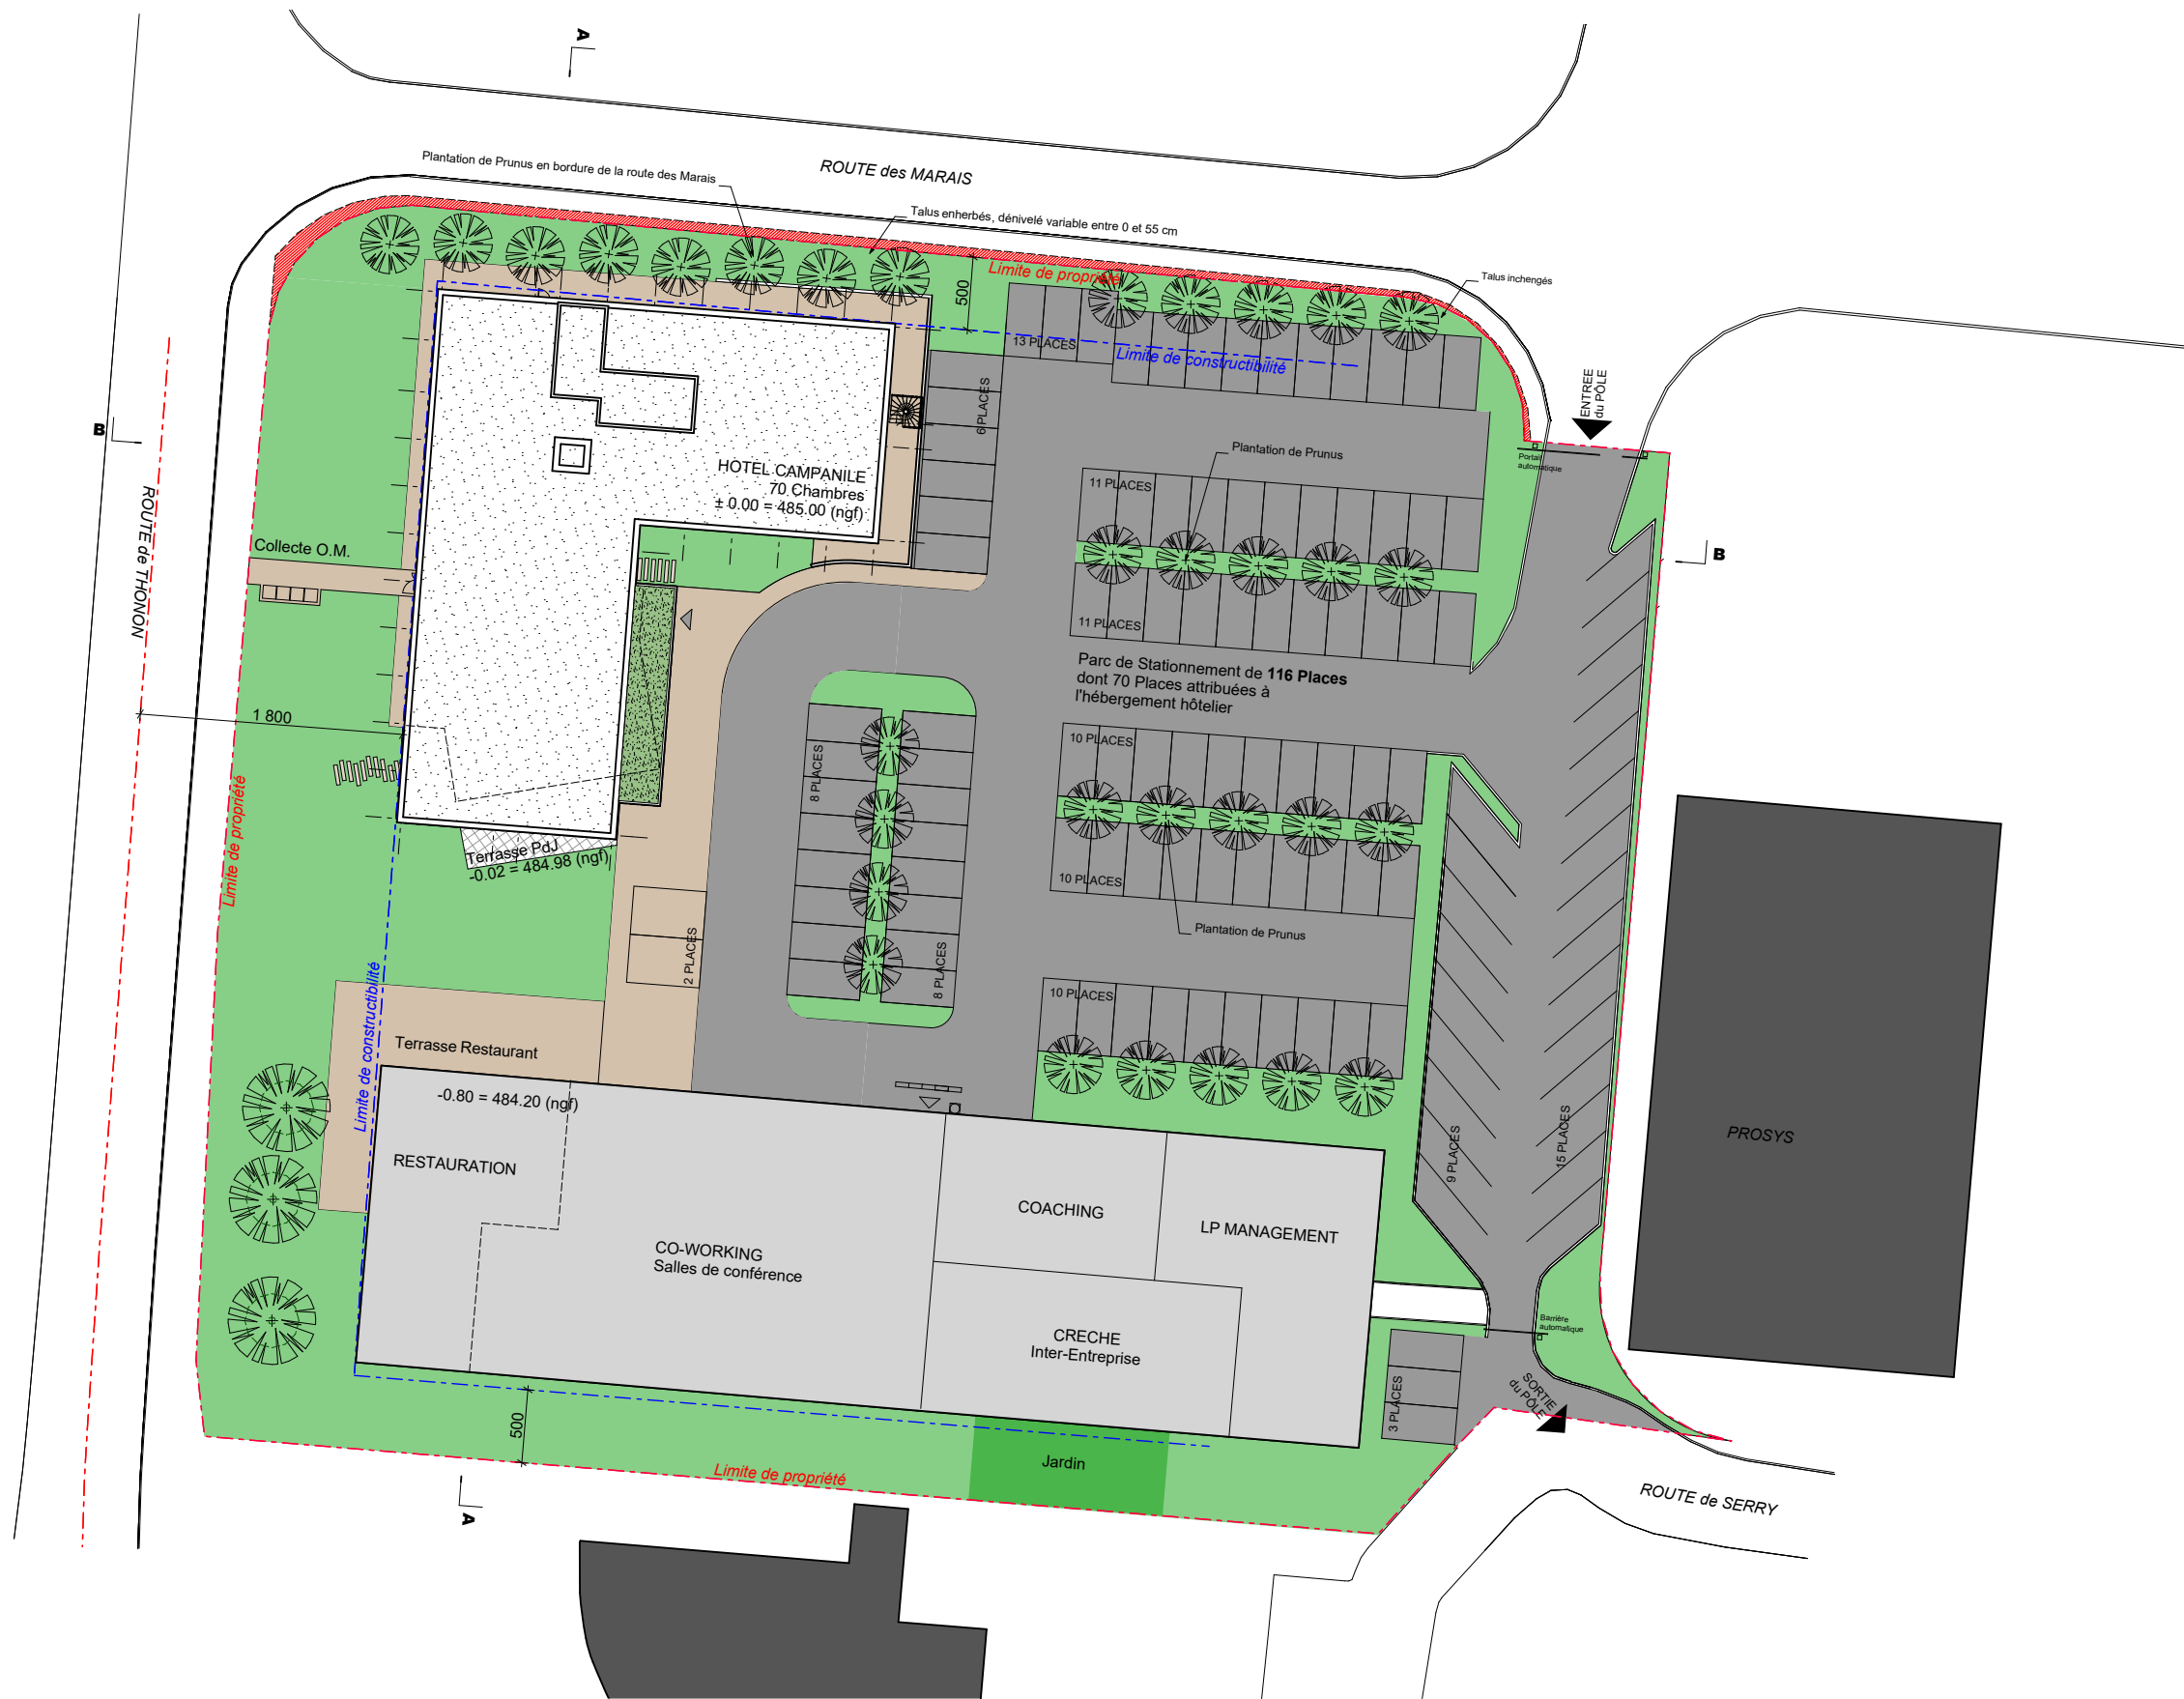 A
ROUTE des MARAIS
Plantation de Prunus en bordure de la route des Marais
Talus enherbés, dénivelé variable entre 0 et 55 cm
Limite de propriété
Talus inchengés
500
13 PLACES
Limite de constructibilité
6 PLACES
ENTREE
du PÔLE
Portail
automatique
B
HOTEL CAMPANILE
70 Chambres
± 0.00 = 485.00 (ngf)
Plantation de Prunus
11 PLACES
ROUTE de THONON
Collecte O.M.
B
11 PLACES
Parc de Stationnement de 116 Places
dont 70 Places attribuées à
l'hébergement hôtelier
1 800
10 PLACES
8 PLACES
Limite de propriété
Terrasse PdJ
-0.02 = 484.98 (ngf)
10 PLACES
Plantation de Prunus
2 PLACES
8 PLACES
10 PLACES
Limite de constructibilité
Terrasse Restaurant
-0.80 = 484.20 (ngf)
RESTAURATION
9 PLACES
15 PLACES
PROSYS
COACHING
LP MANAGEMENT
CO-WORKING
Salles de conférence
CRECHE
Inter-Entreprise
Barrière
automatique
SORTIE
du PÔLE
3 PLACES
500
Jardin
Limite de propriété
ROUTE de SERRY
A